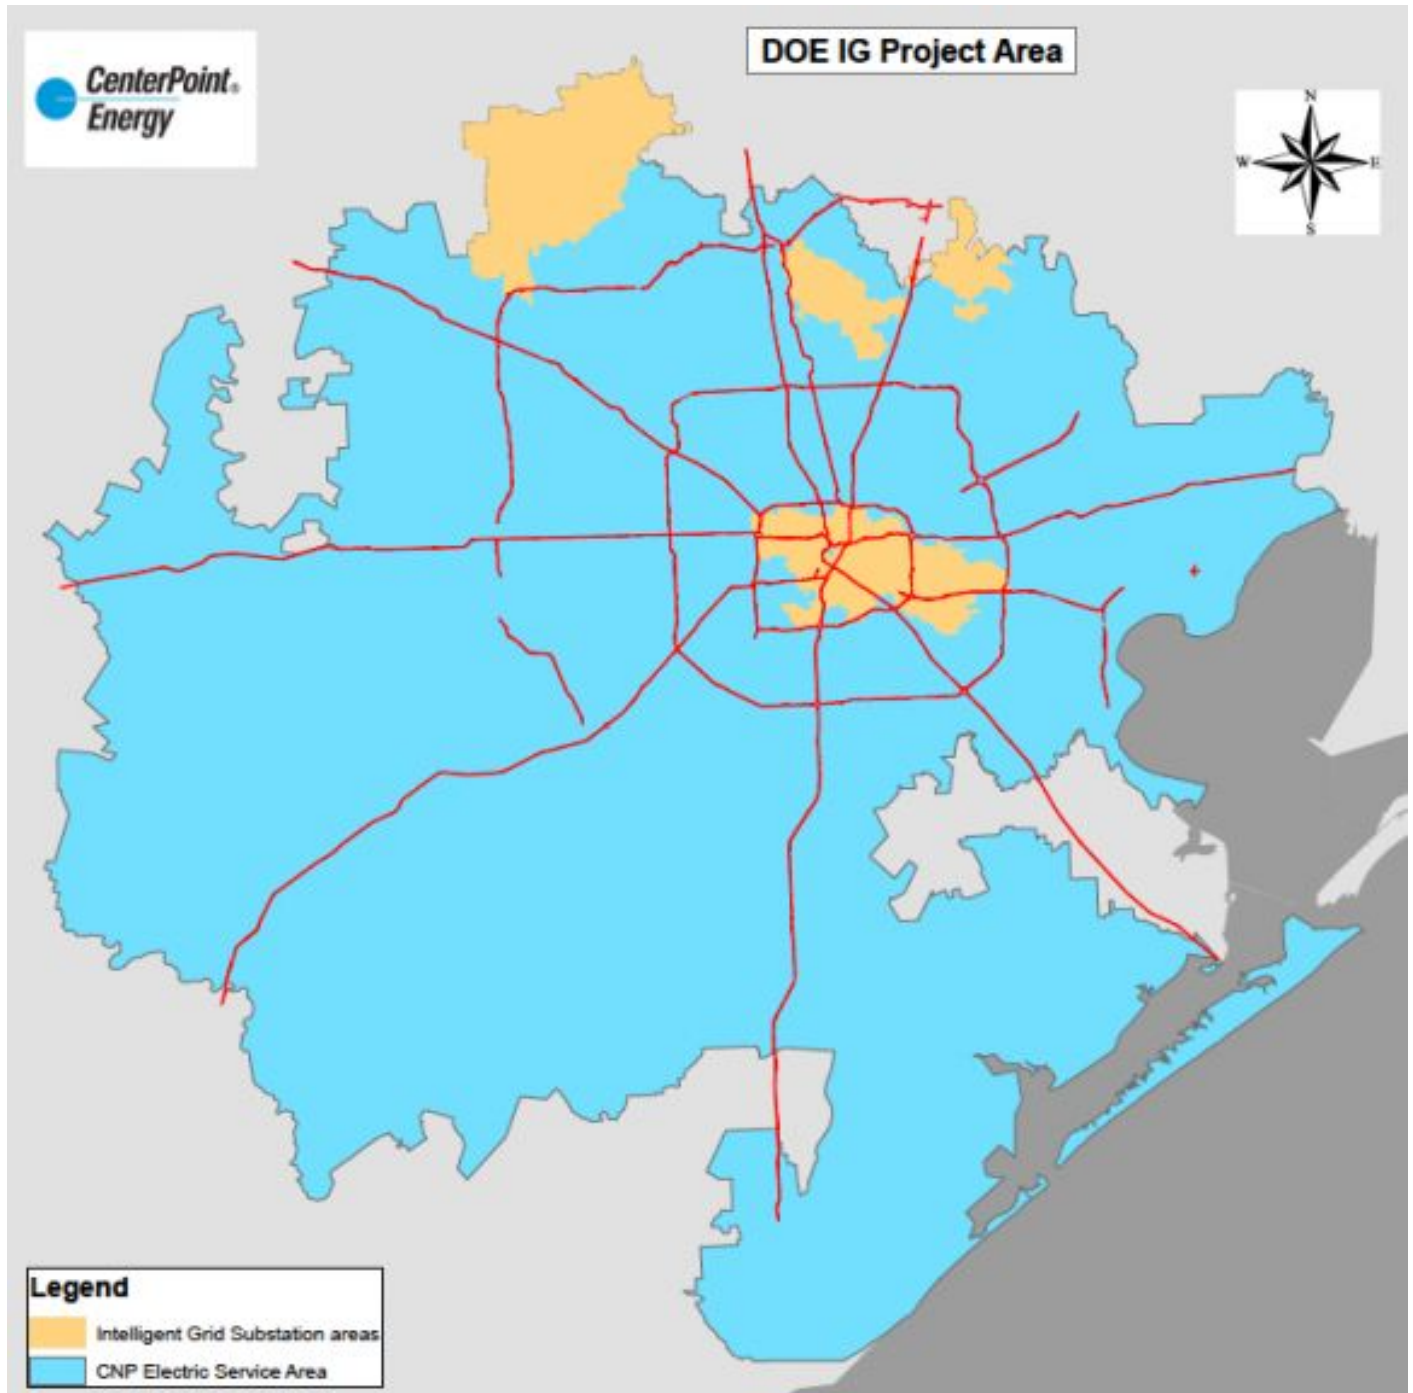 CenterPoint®
Energy
DOE IG Project Area
N
W E
S
Legend
Intelligent Grid Substation areas
CNP Electric Service Area